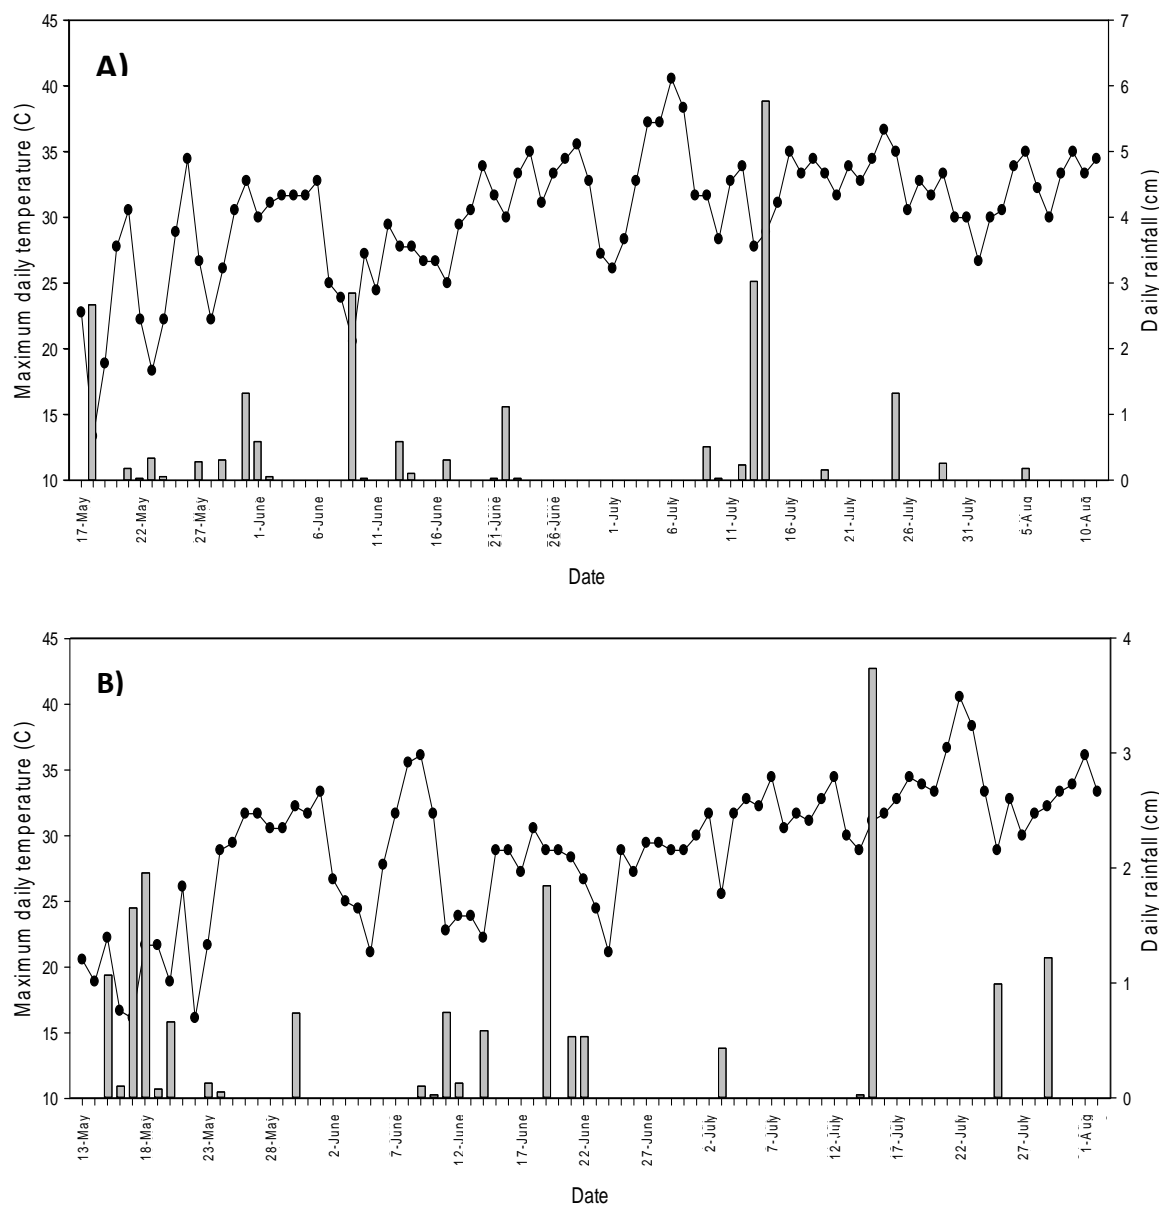 A)
Maximum daily temperature (C)
45
40
35
30
25
20
15
10
7
6
5
4
3
2
1
0
Daily rainfall (cm)
17-May
22-May
27-May
1-June
6-June
11-June
16-June
21-June
26-June
1-July
6-July
11-July
16-July
21-July
26-July
31-July
5-Aug
10-Aug
Date
B)
Maximum daily temperature (C)
45
40
35
30
25
20
15
10
4
3
2
1
0
Daily rainfall (cm)
13-May
18-May
23-May
28-May
2-June
7-June
12-June
17-June
22-June
27-June
2-July
7-July
12-July
17-July
22-July
27-July
1-Aug
Date